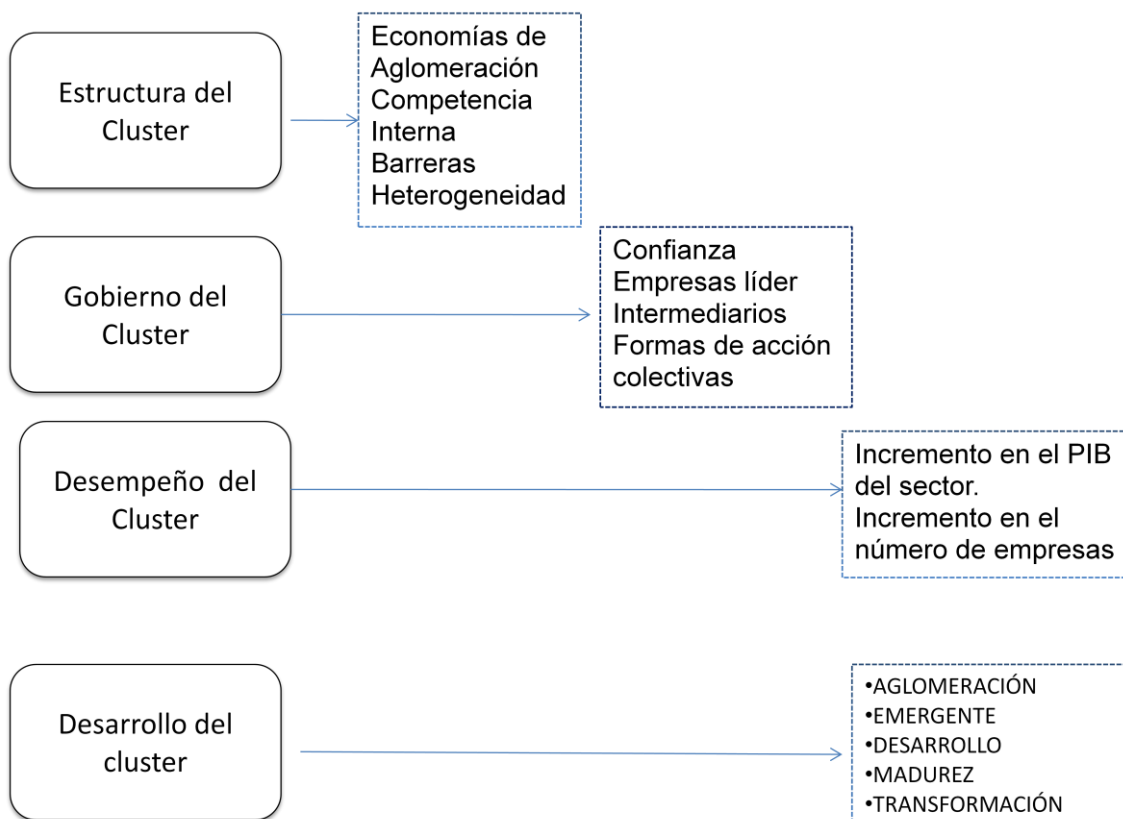 Estructura del
Cluster
Economías de
Aglomeración
Competencia
Interna
Barreras
Heterogeneidad
Gobierno del
Cluster
Confianza
Empresas líder
Intermediarios
Formas de acción
colectivas
Desempeño del
Cluster
Incremento en el PIB
del sector.
Incremento en el
número de empresas
Desarrollo del
cluster
•AGLOMERACIÓN
•EMERGENTE
•DESARROLLO
•MADUREZ
•TRANSFORMACIÓN